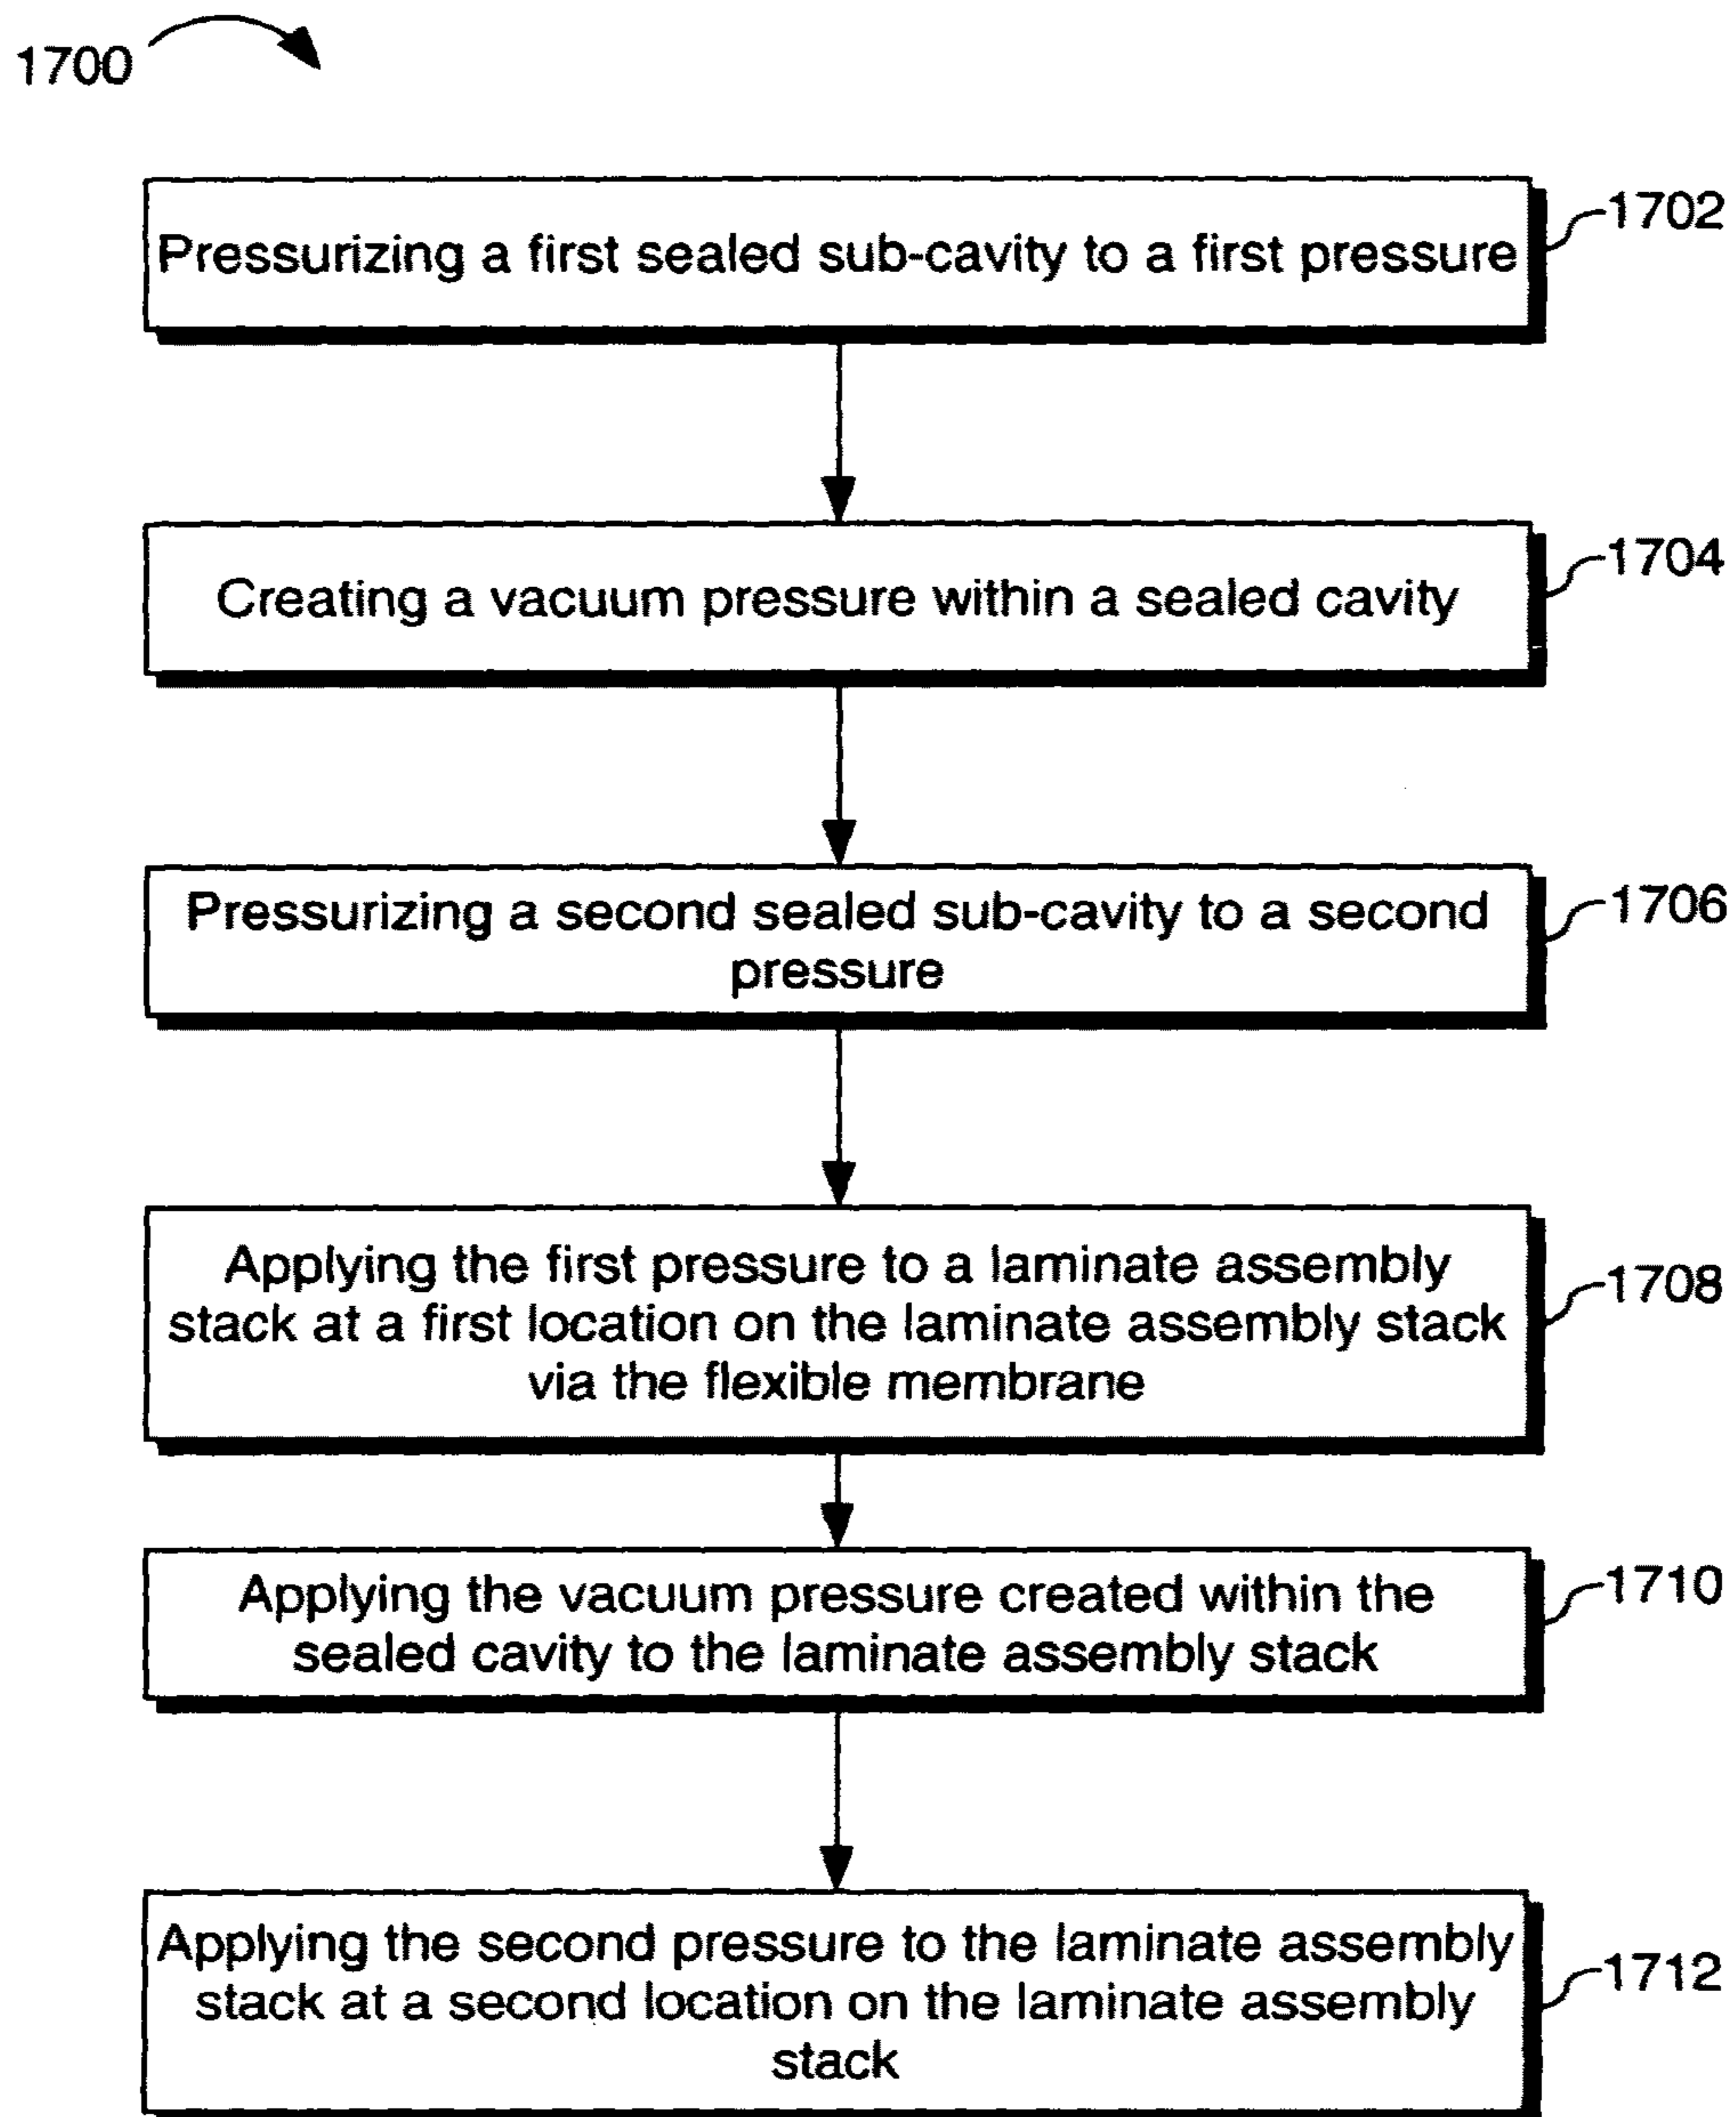 1700
Pressurizing a first sealed sub-cavity to a first pressure
1702
Creating a vacuum pressure within a sealed cavity
1704
Pressurizing a second sealed sub-cavity to a second
pressure
1706
Applying the first pressure to a laminate assembly
stack at a first location on the laminate assembly stack
via the flexible membrane
1708
Applying the vacuum pressure created within the
sealed cavity to the laminate assembly stack
1710
Applying the second pressure to the laminate assembly
stack at a second location on the laminate assembly
stack
1712